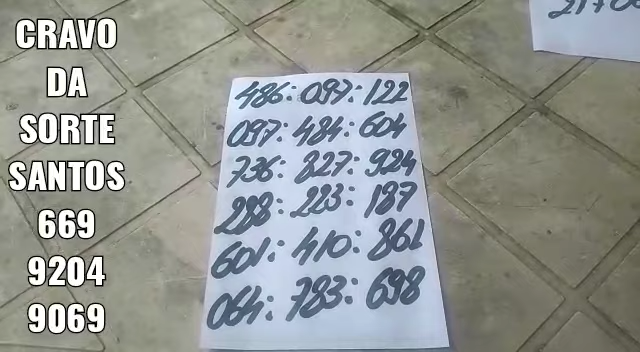 CRAVO
DA
SORTE
SANTOS
669
9204
9069
486: 097: 122
097: 484: 604
736: 827: 924
288: 223: 187
601: 410: 861
064: 783: 698